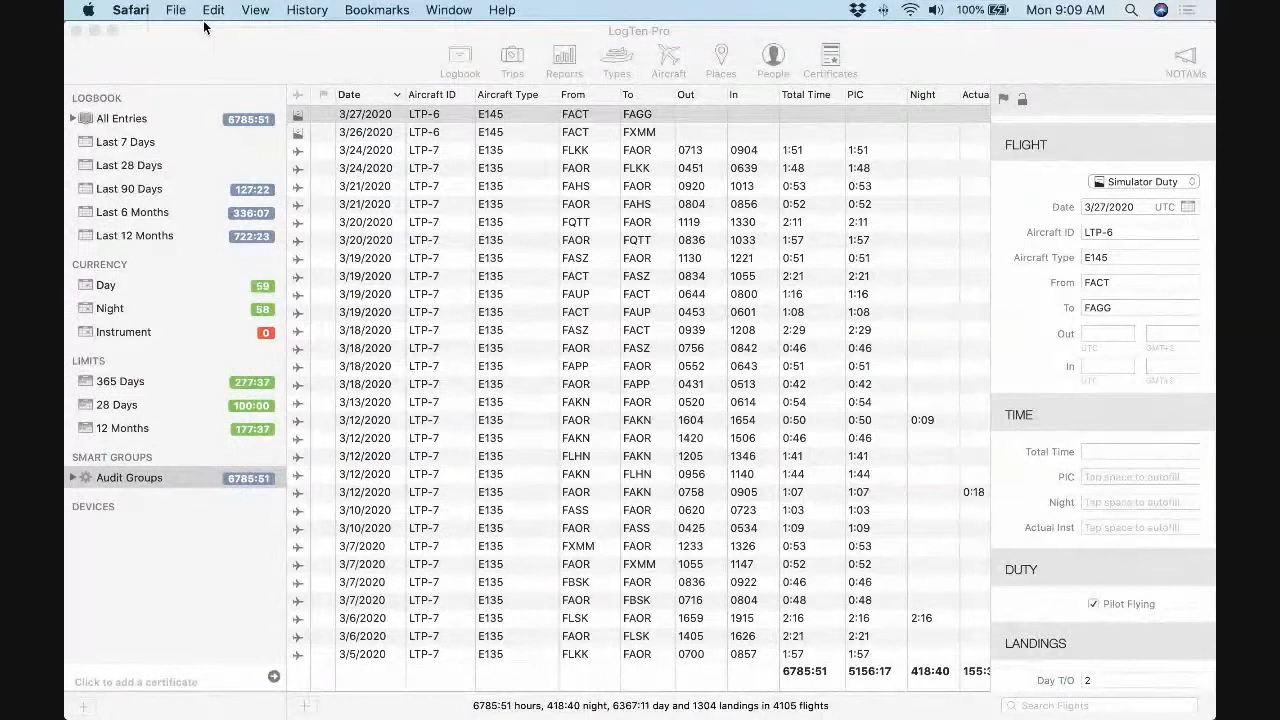 Safari File Edit View History Bookmarks Window Help 100% Mon 9:09 AM
LogTen Pro
Logbook Trips Reports Types Aircraft Places People Certificates NOTAMs
LOGBOOK
All Entries 6785:51
Last 7 Days
Last 28 Days
Last 90 Days 127:22
Last 6 Months 336:07
Last 12 Months 722:23
CURRENCY
Day 59
Night 58
Instrument 0
LIMITS
365 Days 277:37
28 Days 100:00
12 Months 177:37
SMART GROUPS
Audit Groups 6785:51
DEVICES
Click to add a certificate
Date Aircraft ID Aircraft Type From To Out In Total Time PIC Night Actua
3/27/2020 LTP-6 E145 FACT FAGG
3/26/2020 LTP-6 E145 FACT FXMM
3/24/2020 LTP-7 E135 FLKK FAOR 0713 0904 1:51 1:51
3/24/2020 LTP-7 E135 FAOR FLKK 0451 0639 1:48 1:48
3/21/2020 LTP-7 E135 FAHS FAOR 0920 1013 0:53 0:53
3/21/2020 LTP-7 E135 FAOR FAHS 0804 0856 0:52 0:52
3/20/2020 LTP-7 E135 FQTT FAOR 1119 1330 2:11 2:11
3/20/2020 LTP-7 E135 FAOR FQTT 0836 1033 1:57 1:57
3/19/2020 LTP-7 E135 FASZ FAOR 1130 1221 0:51 0:51
3/19/2020 LTP-7 E135 FACT FASZ 0834 1055 2:21 2:21
3/19/2020 LTP-7 E135 FAUP FACT 0644 0800 1:16 1:16
3/19/2020 LTP-7 E135 FACT FAUP 0453 0601 1:08 1:08
3/18/2020 LTP-7 E135 FASZ FACT 0939 1208 2:29 2:29
3/18/2020 LTP-7 E135 FAOR FASZ 0756 0842 0:46 0:46
3/18/2020 LTP-7 E135 FAPP FAOR 0552 0643 0:51 0:51
3/18/2020 LTP-7 E135 FAOR FAPP 0431 0513 0:42 0:42
3/13/2020 LTP-7 E135 FAKN FAOR 0520 0614 0:54 0:54
3/12/2020 LTP-7 E135 FAOR FAKN 1604 1654 0:50 0:50 0:09
3/12/2020 LTP-7 E135 FAKN FAOR 1420 1506 0:46 0:46
3/12/2020 LTP-7 E135 FLHN FAKN 1205 1346 1:41 1:41
3/12/2020 LTP-7 E135 FAKN FLHN 0956 1140 1:44 1:44
3/12/2020 LTP-7 E135 FAOR FAKN 0758 0905 1:07 1:07 0:18
3/10/2020 LTP-7 E135 FASS FAOR 0620 0723 1:03 1:03
3/10/2020 LTP-7 E135 FAOR FASS 0425 0534 1:09 1:09
3/7/2020 LTP-7 E135 FXMM FAOR 1233 1326 0:53 0:53
3/7/2020 LTP-7 E135 FAOR FXMM 1055 1147 0:52 0:52
3/7/2020 LTP-7 E135 FBSK FAOR 0836 0922 0:46 0:46
3/7/2020 LTP-7 E135 FAOR FBSK 0716 0804 0:48 0:48
3/6/2020 LTP-7 E135 FLSK FAOR 1659 1915 2:16 2:16 2:16
3/6/2020 LTP-7 E135 FAOR FLSK 1405 1626 2:21 2:21
3/5/2020 LTP-7 E135 FLKK FAOR 0700 0857 1:57 1:57
6785:51 5156:17 418:40 155:3
6785:51 hours, 418:40 night, 6367:11 day and 1304 landings in 4105 flights
FLIGHT
Simulator Duty
Date 3/27/2020 UTC
Aircraft ID LTP-6
Aircraft Type E145
From FACT
To FAGG
Out
UTC GMT+2
In
UTC GMT+2
TIME
Total Time
PIC Tap space to autofill
Night Tap space to autofill
Actual Inst Tap space to autofill
DUTY
Pilot Flying
LANDINGS
Day T/O 2
Search Flights